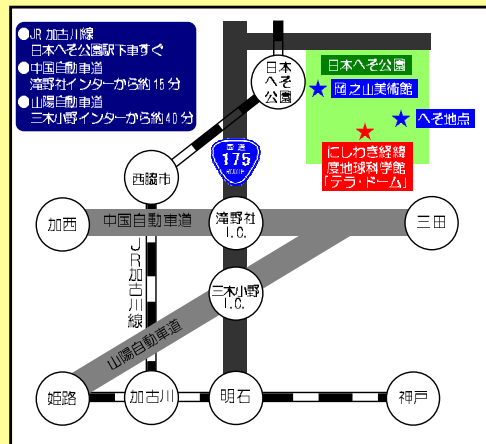 ●JR 加古川線
日本へそ公園駅下車すぐ
●中国自動車道
滝野社インターから約15分
●山陽自動車道
三木小野インターから約40分
日本
へそ
公園
日本へそ公園
岡之山美術館
へそ地点
にしわき経緯
度地球科学館
「テラ・ドーム」
国道
175
ROUTE
西脇市
加西
中国自動車道
滝野社
I.C.
三田
JR加古川線
三木小野
I.C.
山陽自動車道
姫路
加古川
明石
神戸